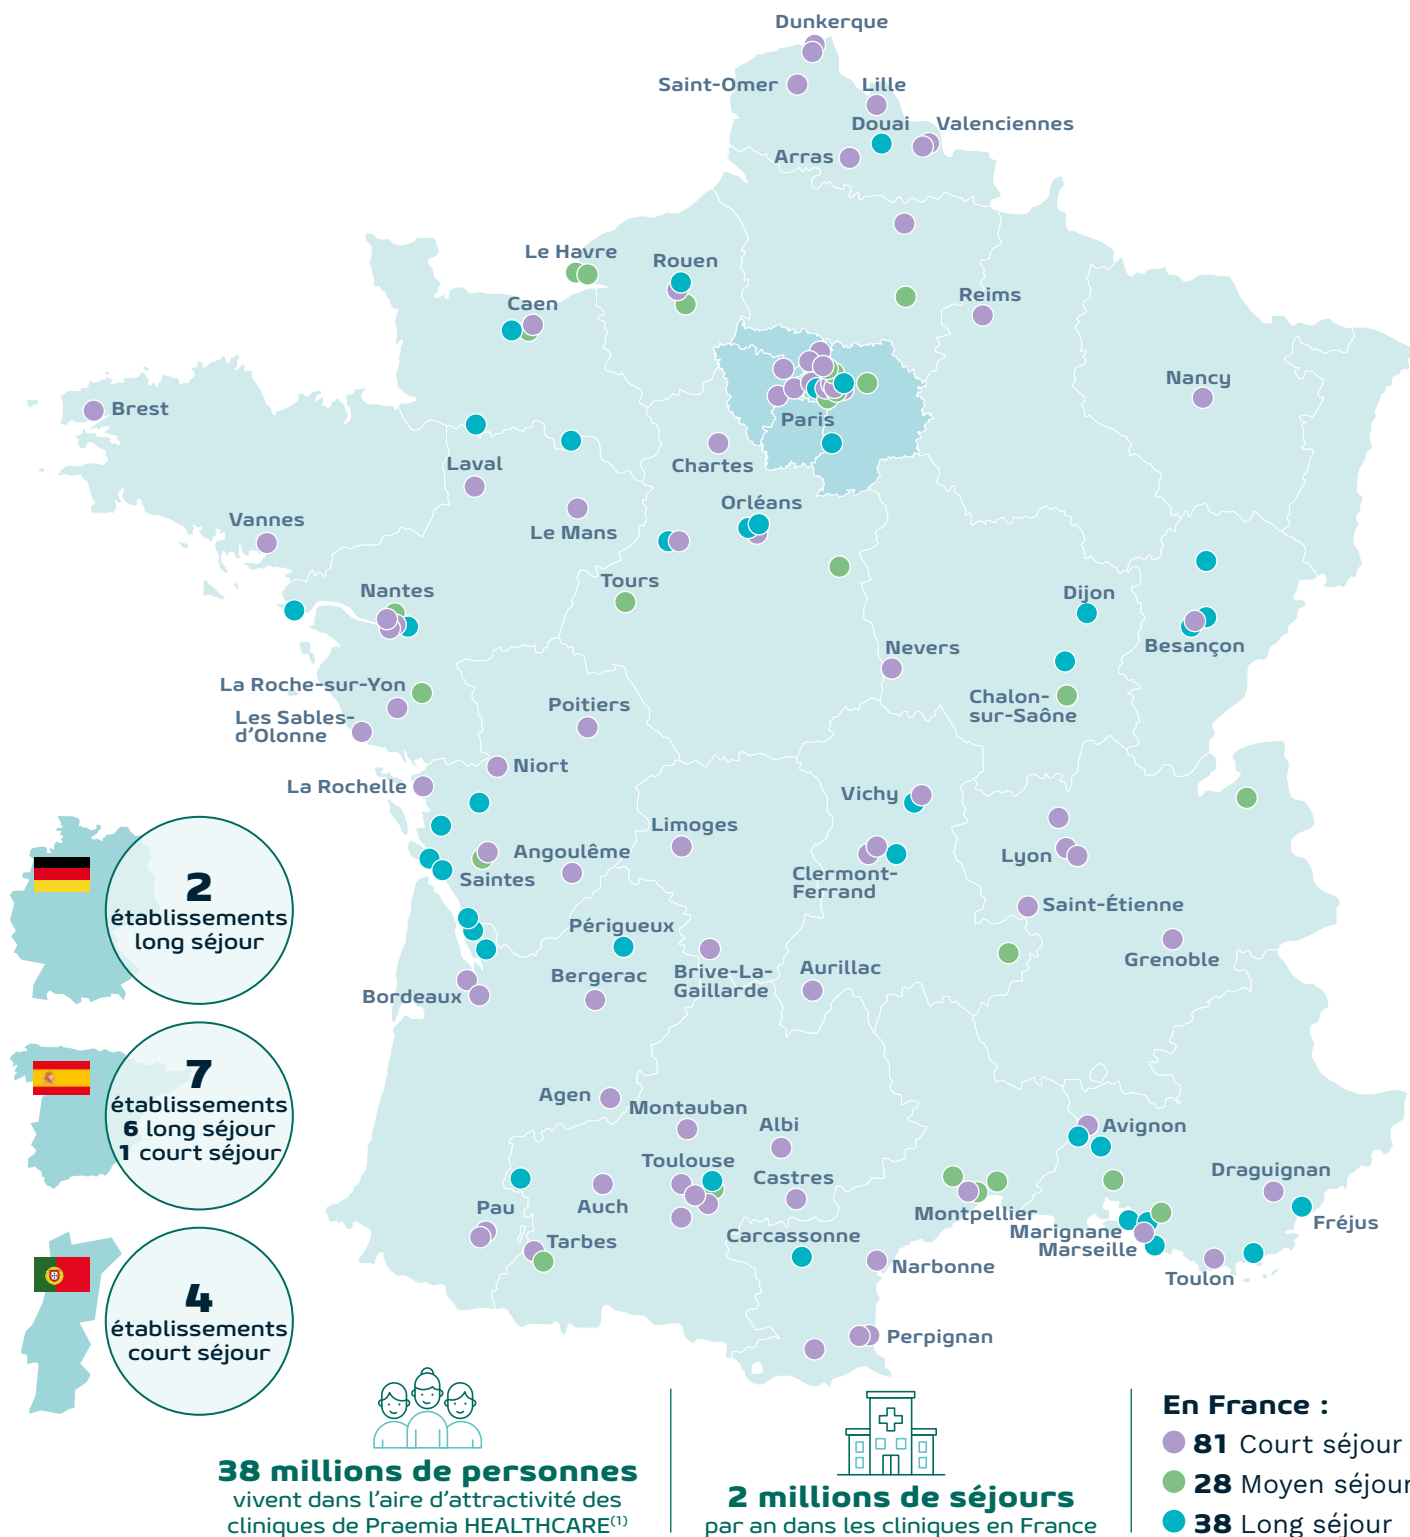 Dunkerque
Saint-Omer
Lille
Douai
Valenciennes
Arras
Le Havre
Rouen
Caen
Reims
Nancy
Brest
Paris
Chartes
Laval
Orléans
Le Mans
Vannes
Tours
Nantes
Dijon
Besançon
Nevers
La Roche-sur-Yon
Chalon-
sur-Saône
Les Sables-
d'Olonne
Poitiers
Niort
La Rochelle
Vichy
Limoges
Angoulême
Saintes
Lyon
Clermont-
Ferrand
Saint-Étienne
Périgueux
Grenoble
Bergerac
Brive-La-
Gaillarde
Aurillac
Bordeaux
Agen
Montauban
Albi
Avignon
Toulouse
Castres
Draguignan
Pau
Auch
Montpellier
Fréjus
Marignane
Marseille
Tarbes
Carcassonne
Narbonne
Toulon
Perpignan
2
établissements
long séjour
7
établissements
6 long séjour
1 court séjour
4
établissements
court séjour
38 millions de personnes
vivent dans l'aire d'attractivité des
cliniques de Praemia HEALTHCARE(1)
2 millions de séjours
par an dans les cliniques en France
En France :
81 Court séjour
28 Moyen séjour
38 Long séjour